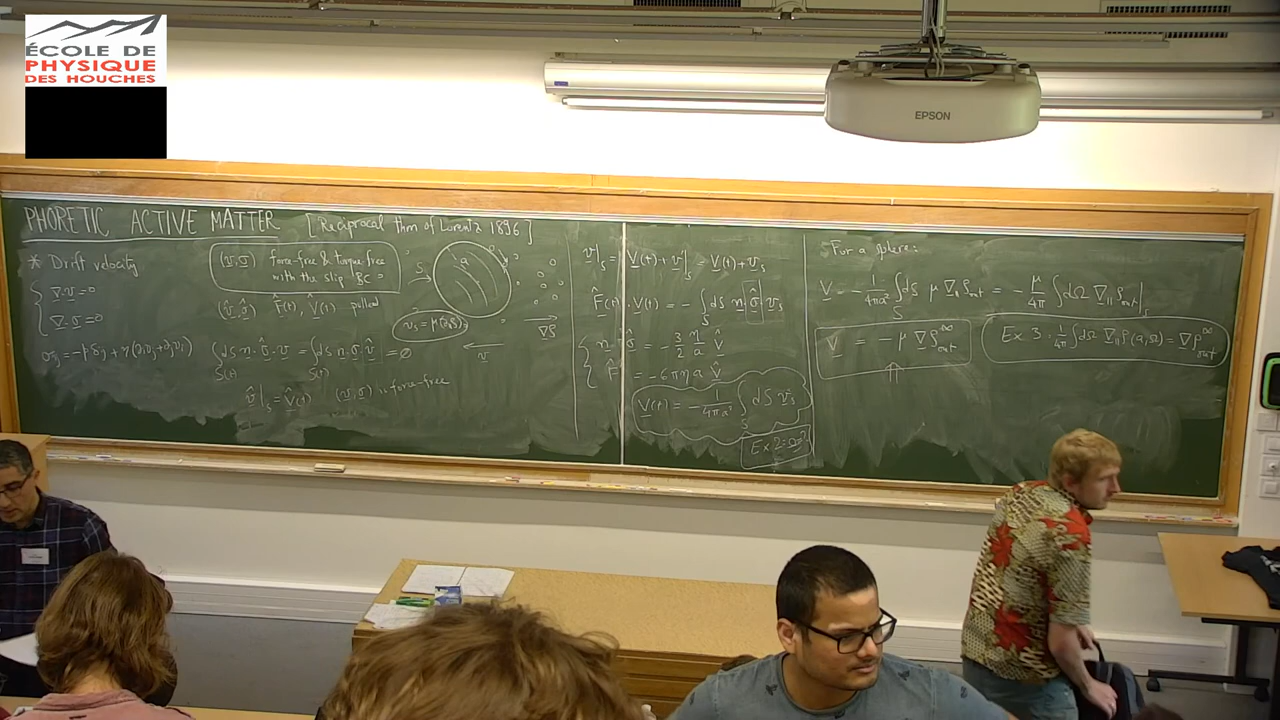 ÉCOLE DE
PHYSIQUE
DES HOUCHES
EPSON
PHORETIC ACTIVE MATTER [Reciprocal thm of Lorentz 1896]
* Drift velocity
∇·v=0
∇·σ=0
σij=-pδij+η(∂ivj+∂jvi)
(v,σ) force-free & torque-free
with the slip BC
(v̂,σ̂) F̂(t), V̂(t) pulled
∫S(t) dS n·σ̂·v = ∫S(t) dS n·σ·v̂ = 0
v̂|S = V̂(t) (v,σ) is force-free
S
a
∇ρ
v
v|S = V(t)+v|S = V(t)+vS
F̂(t)·V(t) = -∫S dS n·σ̂·vS
n·σ̂ = -3/2 η/a V̂
F̂ = -6πηa V̂
V(t) = -1/4πa² ∫S dS vS
Ex 2: Ω=?
For a sphere:
V = -1/4πa² ∫S dS μ ∇∥ρout = -μ/4π ∫dΩ ∇∥ρout|S
V = -μ ∇ρ∞out
Ex 3: 1/4π ∫dΩ ∇∥ρ(a,Ω) = ∇ρ∞out